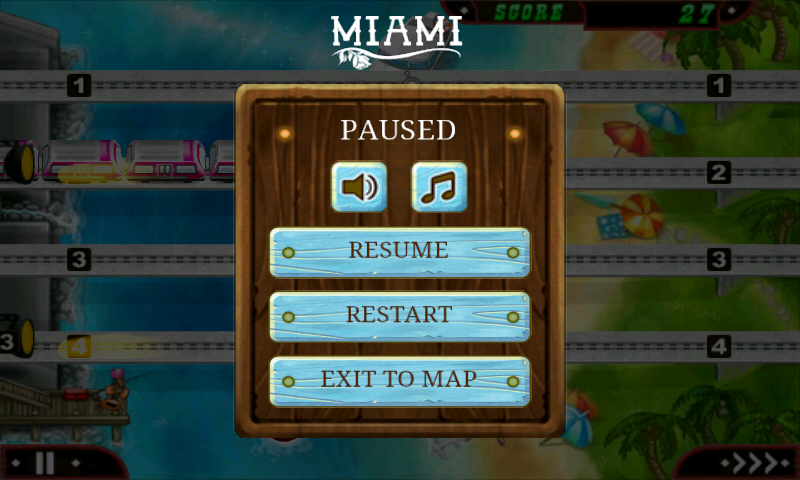 SCORE 27
MIAMI
1 1
PAUSED
2
RESUME
3 3
RESTART
3 4 4
EXIT TO MAP